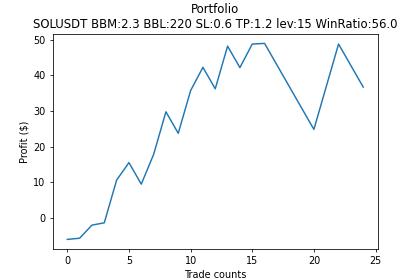 Portfolio
SOLUSDT BBM:2.3 BBL:220 SL:0.6 TP:1.2 lev:15 WinRatio:56.0
50
40
30
20
10
0
Profit ($)
0 5 10 15 20 25
Trade counts